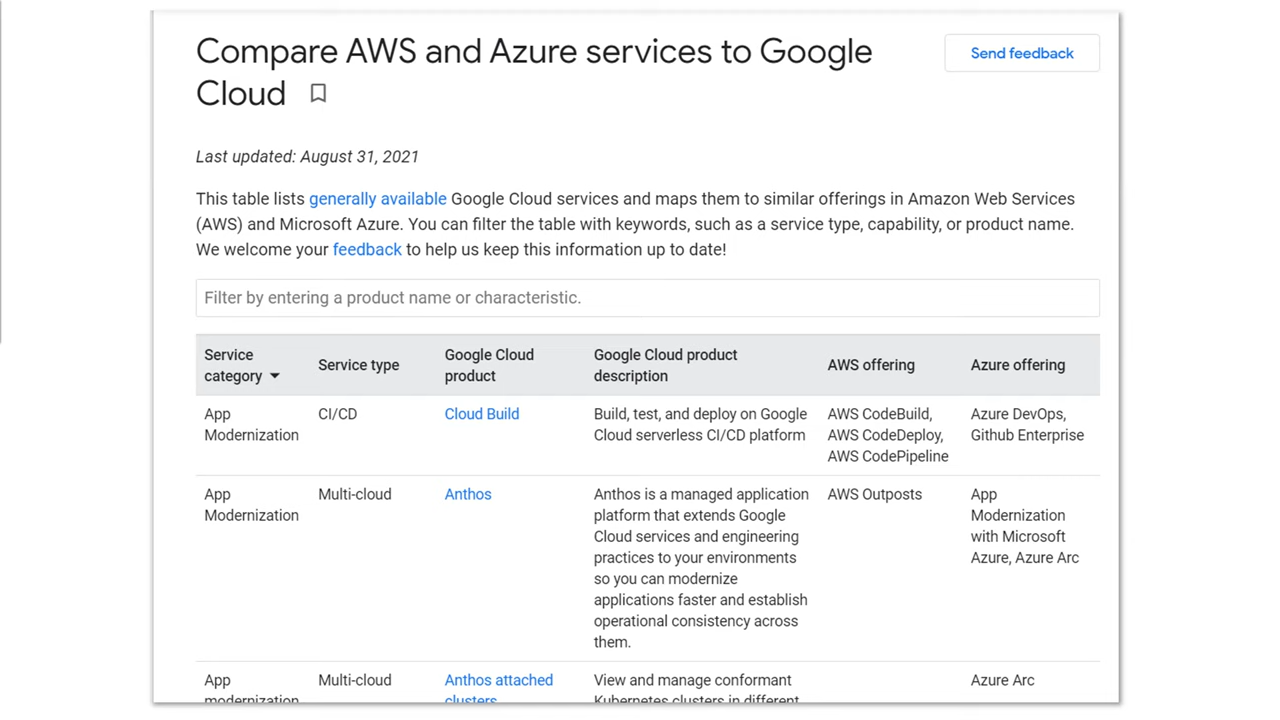 Compare AWS and Azure services to Google
Cloud
Send feedback
Last updated: August 31, 2021
This table lists generally available Google Cloud services and maps them to similar offerings in Amazon Web Services
(AWS) and Microsoft Azure. You can filter the table with keywords, such as a service type, capability, or product name.
We welcome your feedback to help us keep this information up to date!
Filter by entering a product name or characteristic.
Service
category
Service type
Google Cloud
product
Google Cloud product
description
AWS offering
Azure offering
App
Modernization
CI/CD
Cloud Build
Build, test, and deploy on Google
Cloud serverless CI/CD platform
AWS CodeBuild,
AWS CodeDeploy,
AWS CodePipeline
Azure DevOps,
Github Enterprise
App
Modernization
Multi-cloud
Anthos
Anthos is a managed application
platform that extends Google
Cloud services and engineering
practices to your environments
so you can modernize
applications faster and establish
operational consistency across
them.
AWS Outposts
App
Modernization
with Microsoft
Azure, Azure Arc
App
modernization
Multi-cloud
Anthos attached
clusters
View and manage conformant
Kubernetes clusters in different
Azure Arc